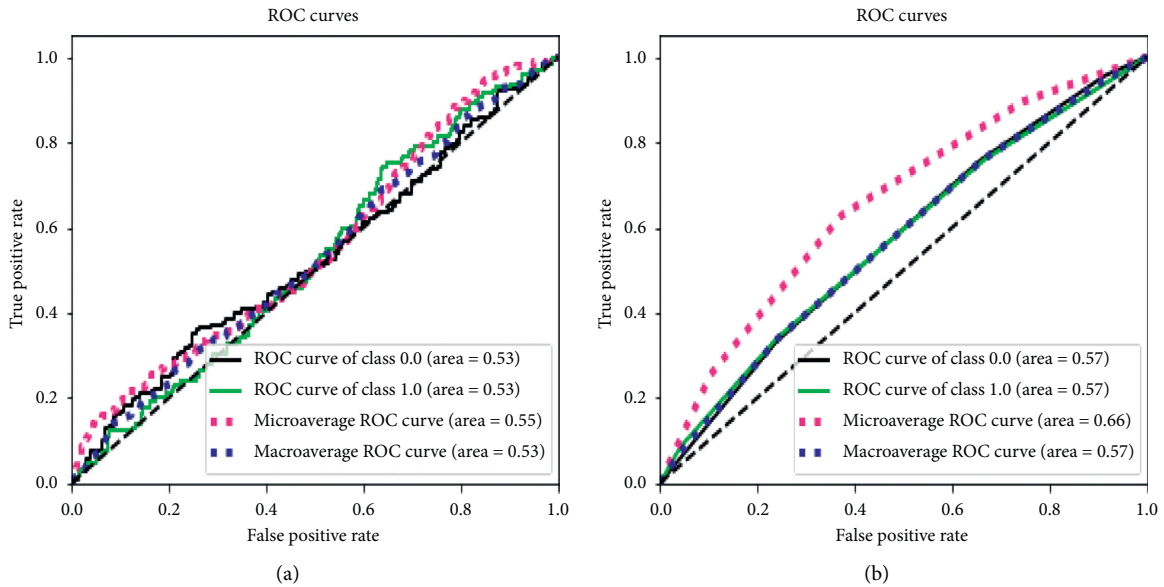 ROC curves
1.0
0.8
0.6
0.4
0.2
0.0
True positive rate
ROC curve of class 0.0 (area = 0.53)
ROC curve of class 1.0 (area = 0.53)
Microaverage ROC curve (area = 0.55)
Macroaverage ROC curve (area = 0.53)
0.0 0.2 0.4 0.6 0.8 1.0
False positive rate
(a)
ROC curves
1.0
0.8
0.6
0.4
0.2
0.0
True positive rate
ROC curve of class 0.0 (area = 0.57)
ROC curve of class 1.0 (area = 0.57)
Microaverage ROC curve (area = 0.66)
Macroaverage ROC curve (area = 0.57)
0.0 0.2 0.4 0.6 0.8 1.0
False positive rate
(b)